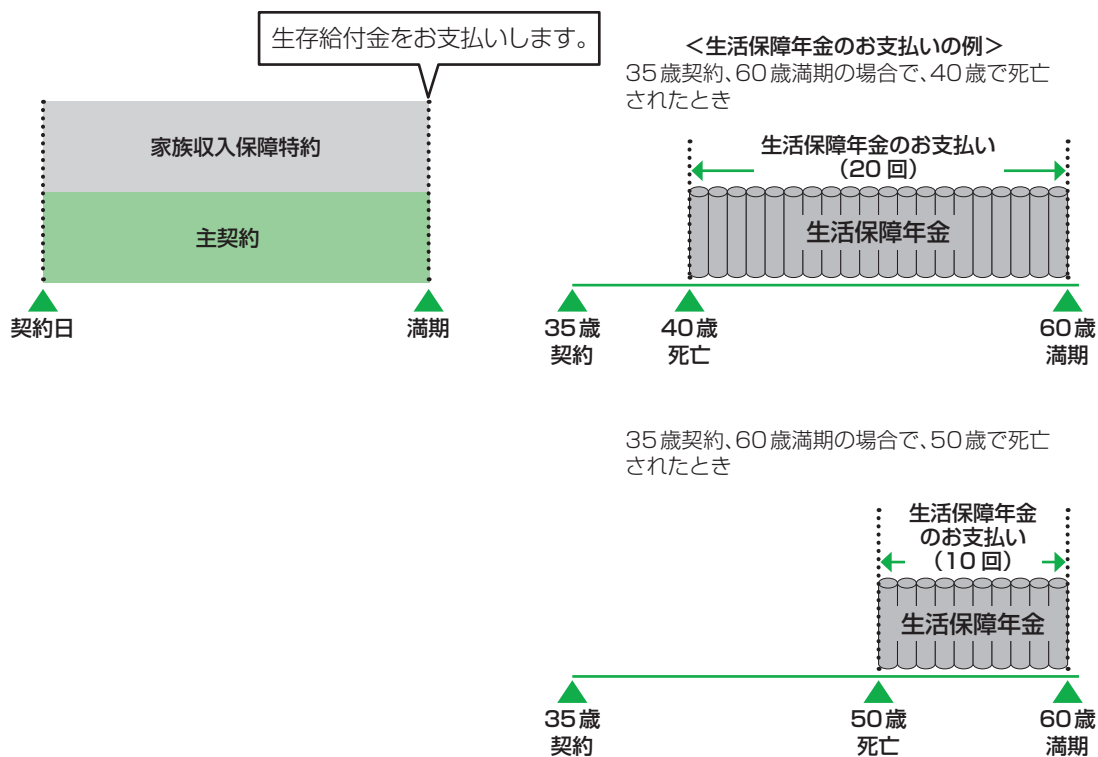 生存給付金をお支払いします。
家族収入保障特約
主契約
契約日
満期
＜生活保障年金のお支払いの例＞
35歳契約、60歳満期の場合で、40歳で死亡
されたとき
生活保障年金のお支払い
（20回）
生活保障年金
35歳
契約
40歳
死亡
60歳
満期
35歳契約、60歳満期の場合で、50歳で死亡
されたとき
生活保障年金
のお支払い
（10回）
生活保障年金
35歳
契約
50歳
死亡
60歳
満期